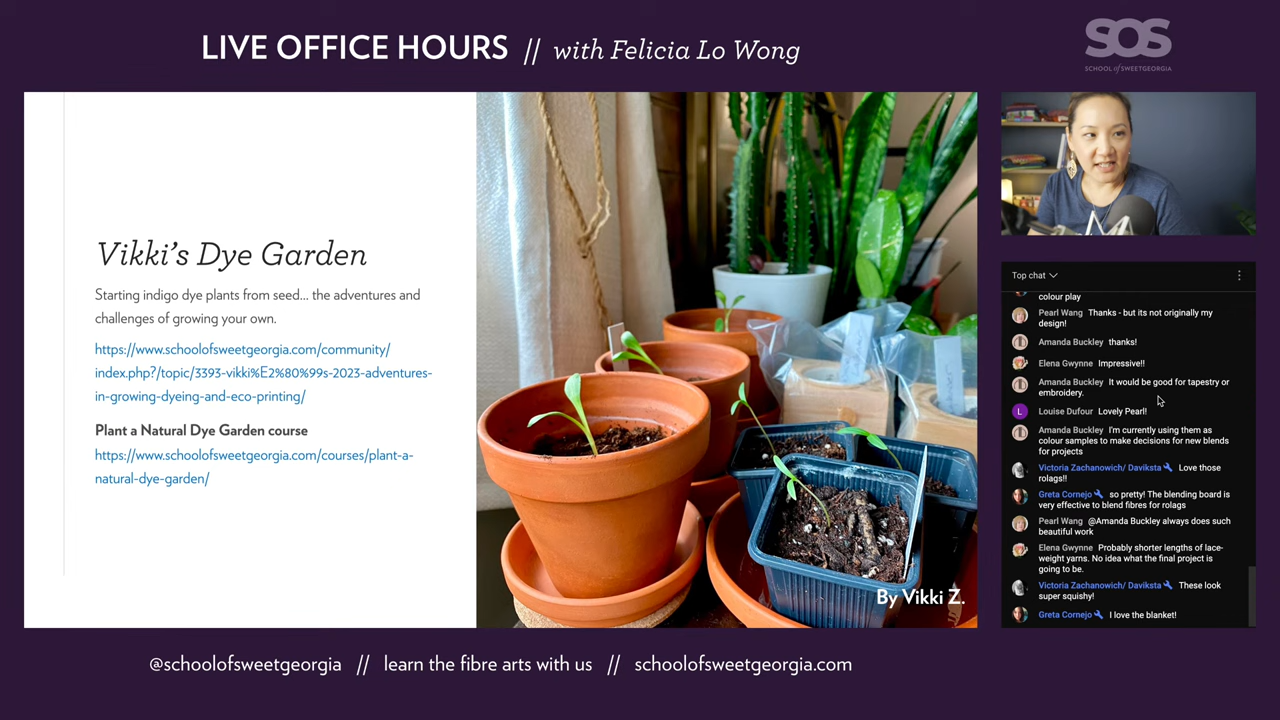 LIVE OFFICE HOURS // with Felicia Lo Wong
SOS
SCHOOL of SWEETGEORGIA
Vikki's Dye Garden
Starting indigo dye plants from seed... the adventures and
challenges of growing your own.
https://www.schoolofsweetgeorgia.com/community/
index.php?/topic/3393-vikki%E2%80%99s-2023-adventures-
in-growing-dyeing-and-eco-printing/
Plant a Natural Dye Garden course
https://www.schoolofsweetgeorgia.com/courses/plant-a-
natural-dye-garden/
By Vikki Z.
Top chat
colour play
Pearl Wang Thanks - but its not originally my
design!
Amanda Buckley thanks!
Elena Gwynne Impressive!!
Amanda Buckley It would be good for tapestry or
embroidery.
L Louise Dufour Lovely Pearl!
Amanda Buckley I'm currently using them as
colour samples to make decisions for new blends
for projects
Victoria Zachanowich/ Daviksta Love those
rolags!!
Greta Cornejo so pretty! The blending board is
very effective to blend fibres for rolags
Pearl Wang @Amanda Buckley always does such
beautiful work
Elena Gwynne Probably shorter lengths of lace-
weight yarns. No idea what the final project is
going to be.
Victoria Zachanowich/ Daviksta These look
super squishy!
Greta Cornejo I love the blanket!
@schoolofsweetgeorgia // learn the fibre arts with us // schoolofsweetgeorgia.com